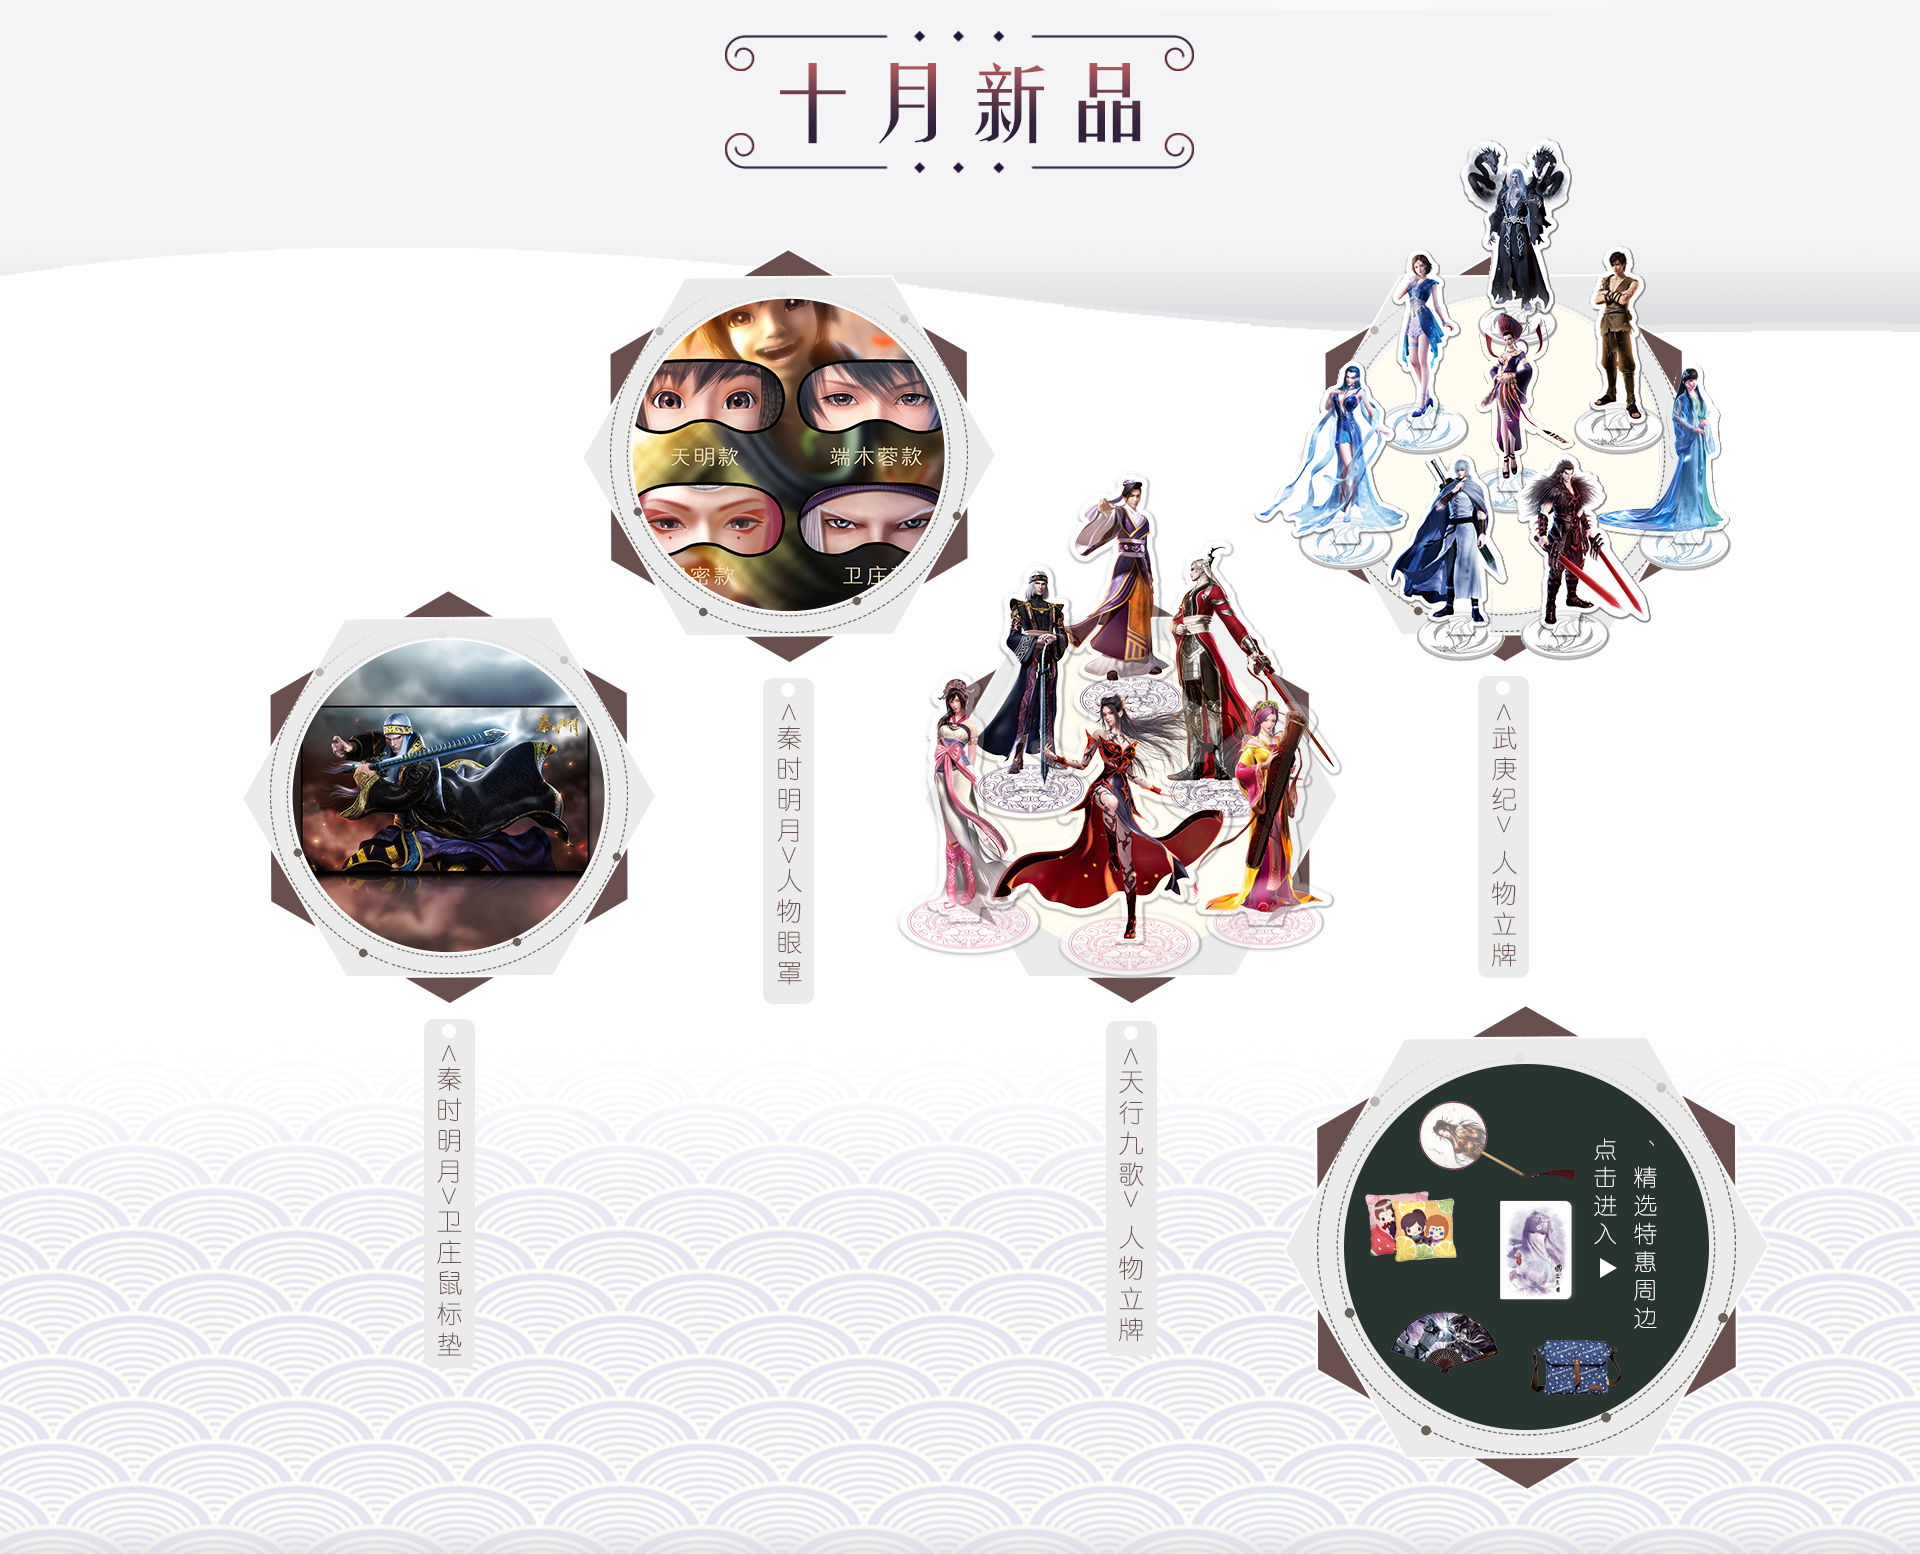 十月新品
天明款
端木蓉款
密款
卫庄
<秦时明月>人物眼罩
<武庚纪> 人物立牌
<秦时明月>卫庄鼠标垫
<天行九歌> 人物立牌
、精选特惠周边
点击进入